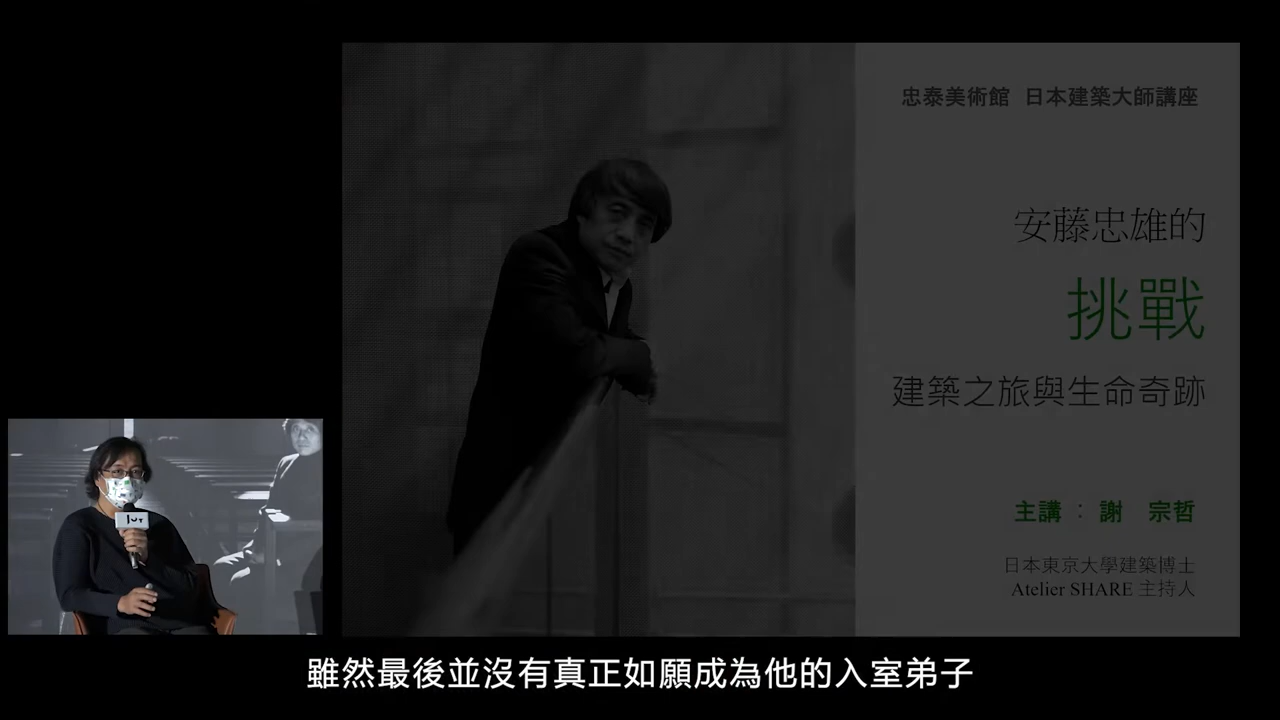 忠泰美術館 日本建築大師講座
安藤忠雄的
挑戰
建築之旅與生命奇跡
主講：謝 宗哲
日本東京大學建築博士
Atelier SHARE 主持人
雖然最後並沒有真正如願成為他的入室弟子